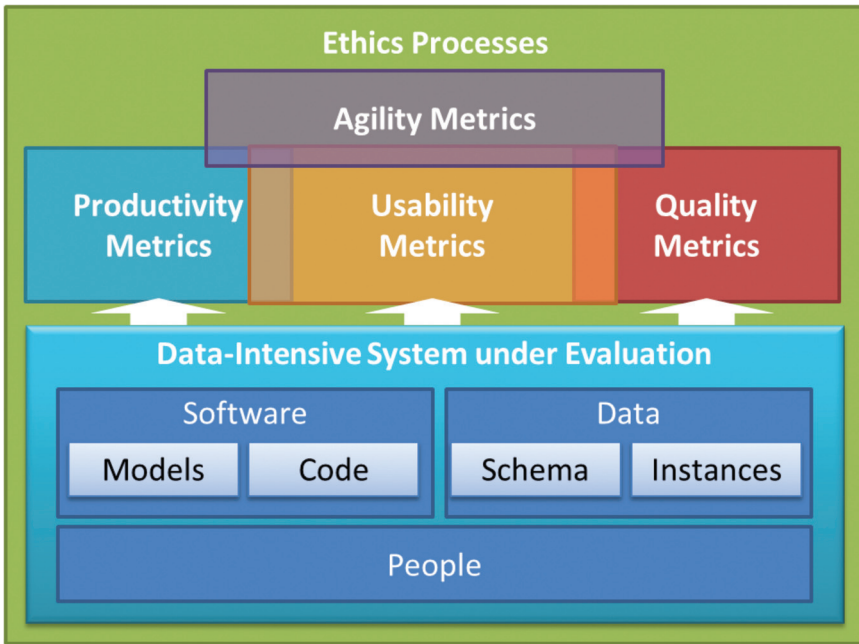 Ethics Processes
Agility Metrics
Productivity
Metrics
Usability
Metrics
Quality
Metrics
Data-Intensive System under Evaluation
Software
Models
Code
Data
Schema
Instances
People